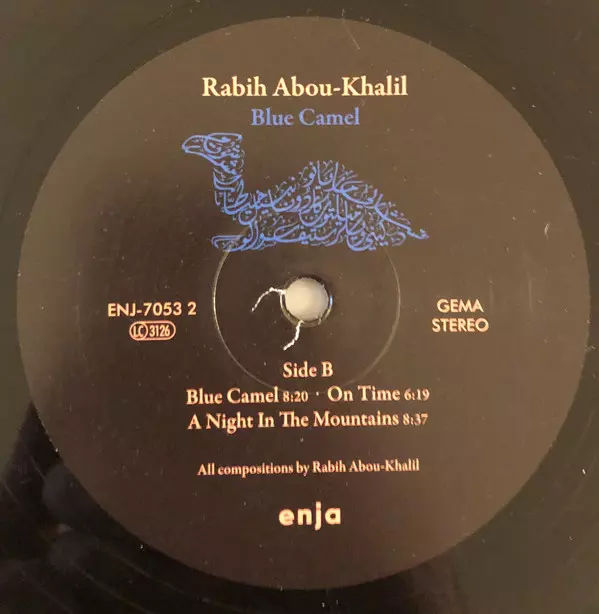 Rabih Abou-Khalil
Blue Camel
ENJ-7053 2
LC 3126
GEMA
STEREO
Side B
Blue Camel 8:20 · On Time 6:19
A Night In The Mountains 8:37
All compositions by Rabih Abou-Khalil
enja